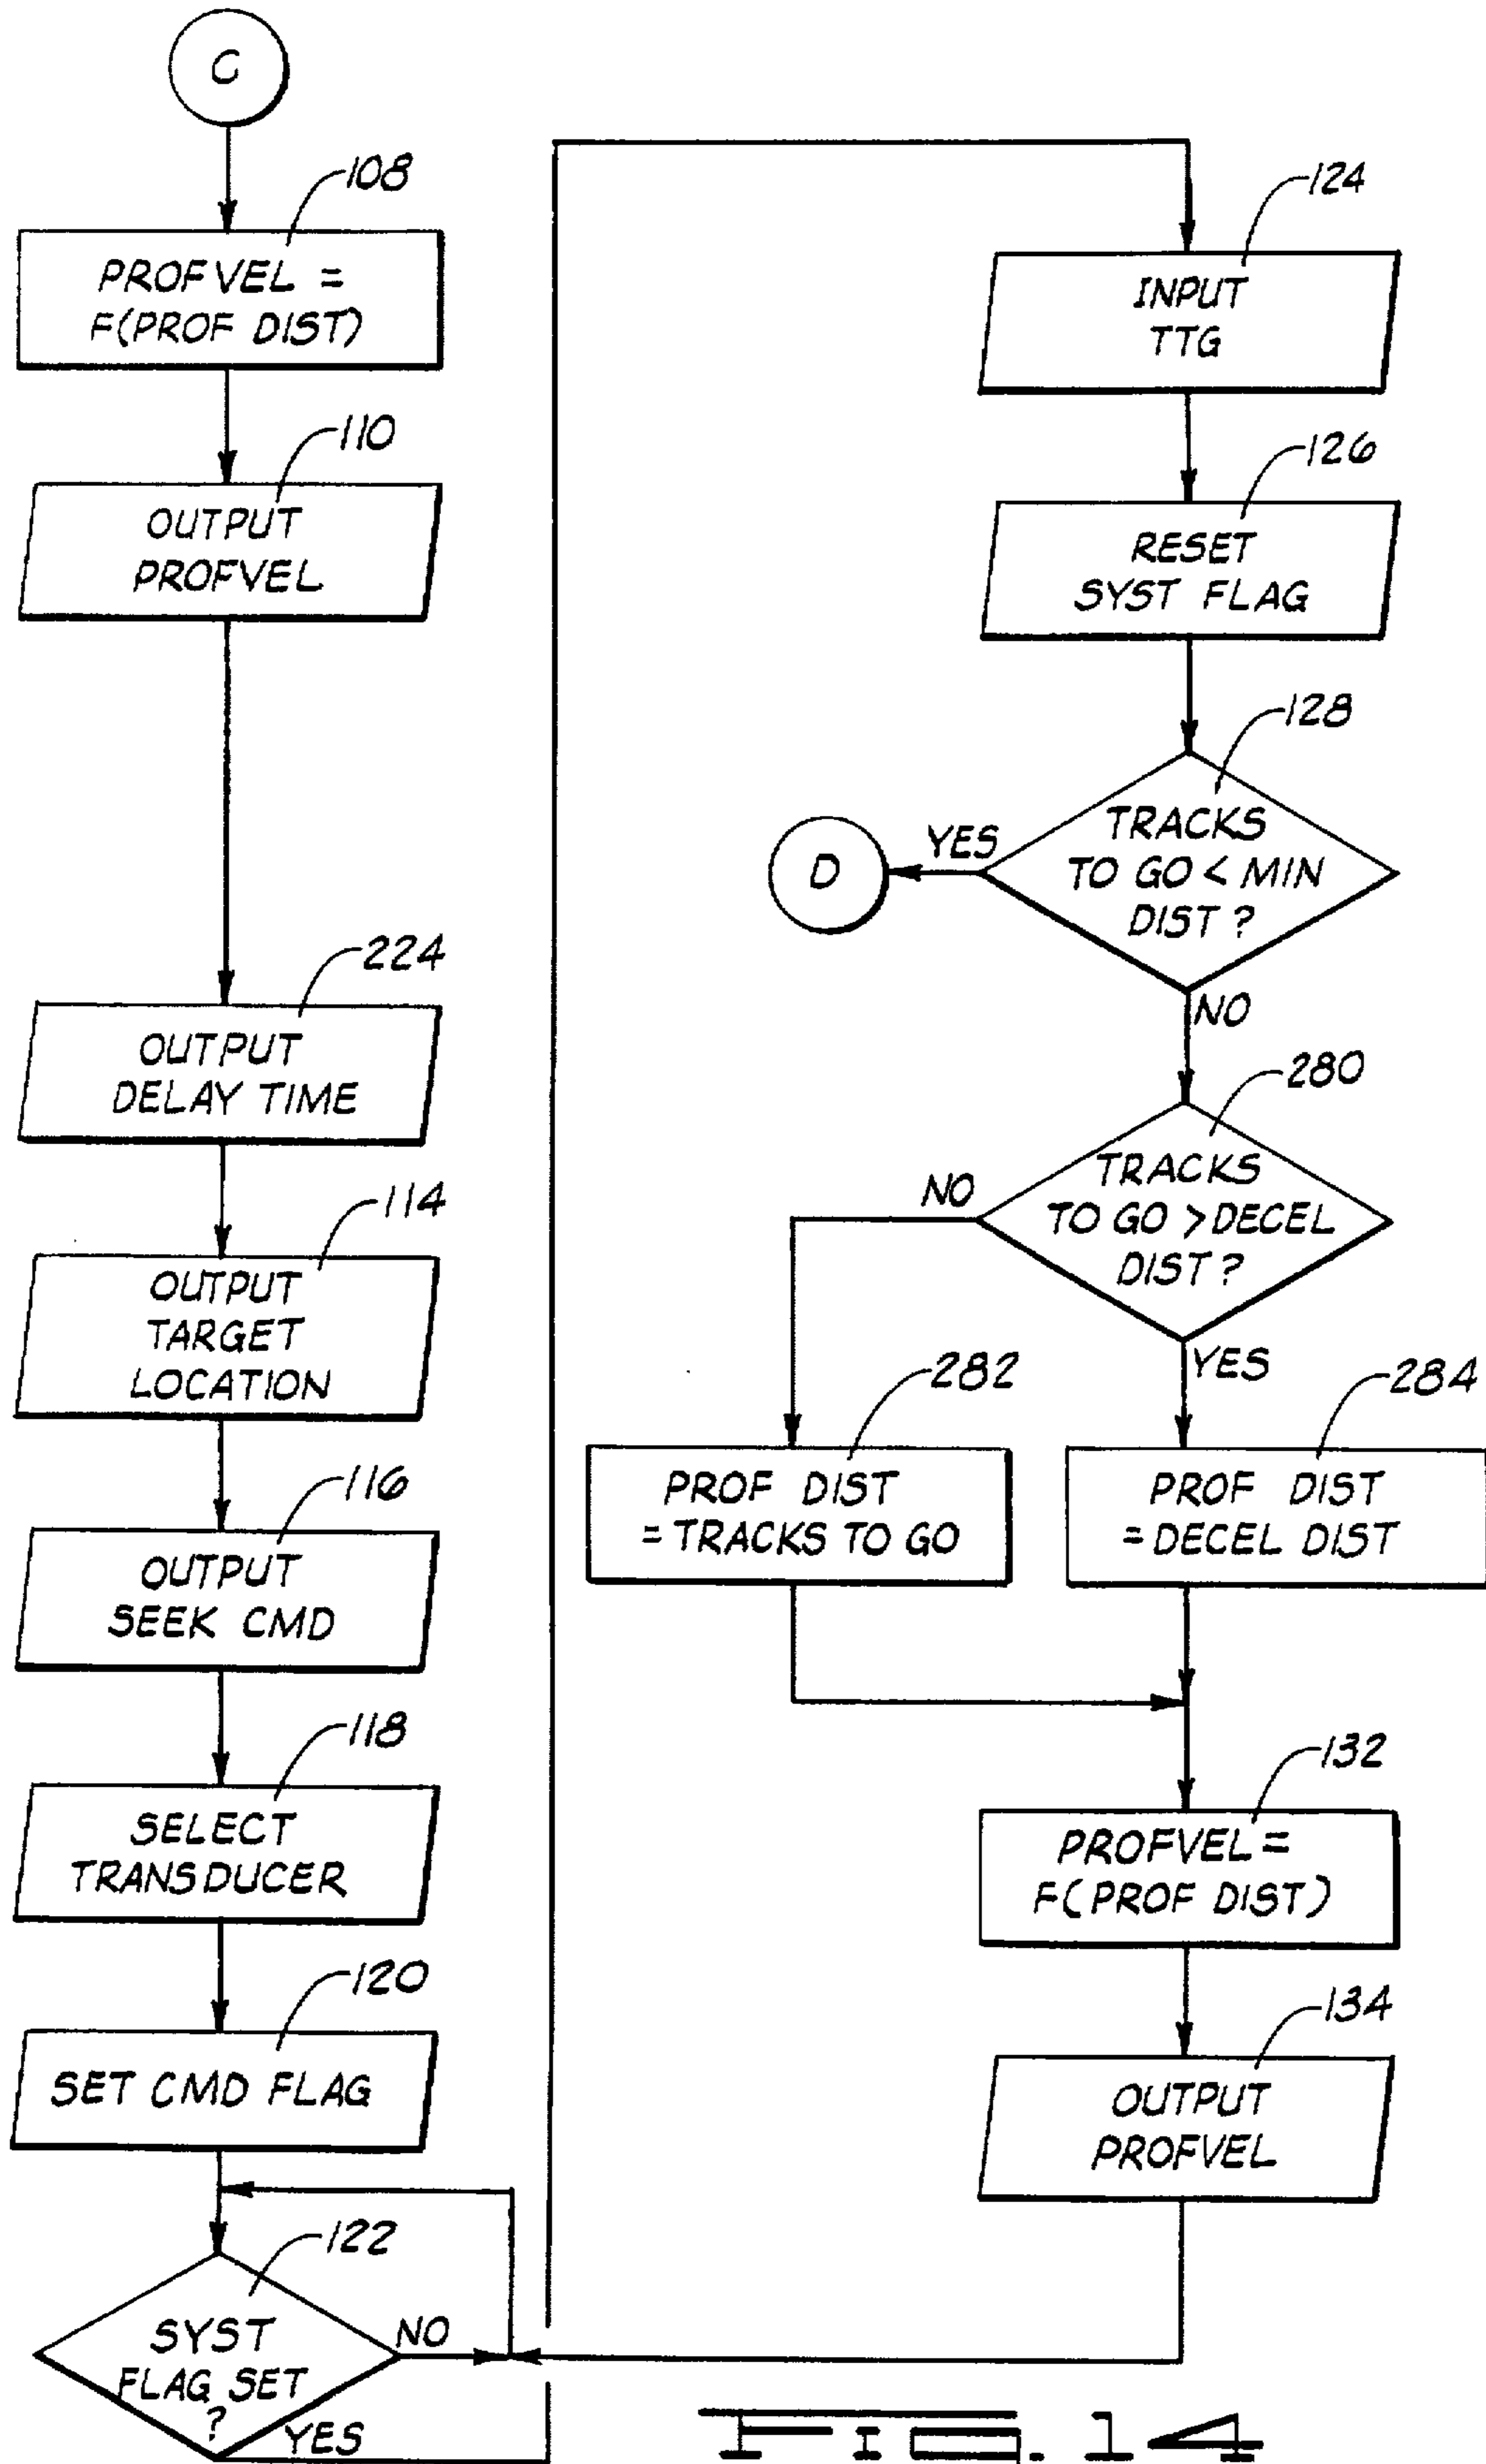 C
108
PROFVEL =
F(PROF DIST)
110
OUTPUT
PROFVEL
224
OUTPUT
DELAY TIME
114
OUTPUT
TARGET
LOCATION
116
OUTPUT
SEEK CMD
118
SELECT
TRANSDUCER
120
SET CMD FLAG
122
SYST
FLAG SET
?
NO
YES
124
INPUT
TTG
126
RESET
SYST FLAG
128
TRACKS
TO GO < MIN
DIST ?
YES
D
NO
280
TRACKS
TO GO > DECEL
DIST ?
NO
YES
282
PROF DIST
= TRACKS TO GO
284
PROF DIST
= DECEL DIST
132
PROFVEL =
F(PROF DIST)
134
OUTPUT
PROFVEL
FIG. 14